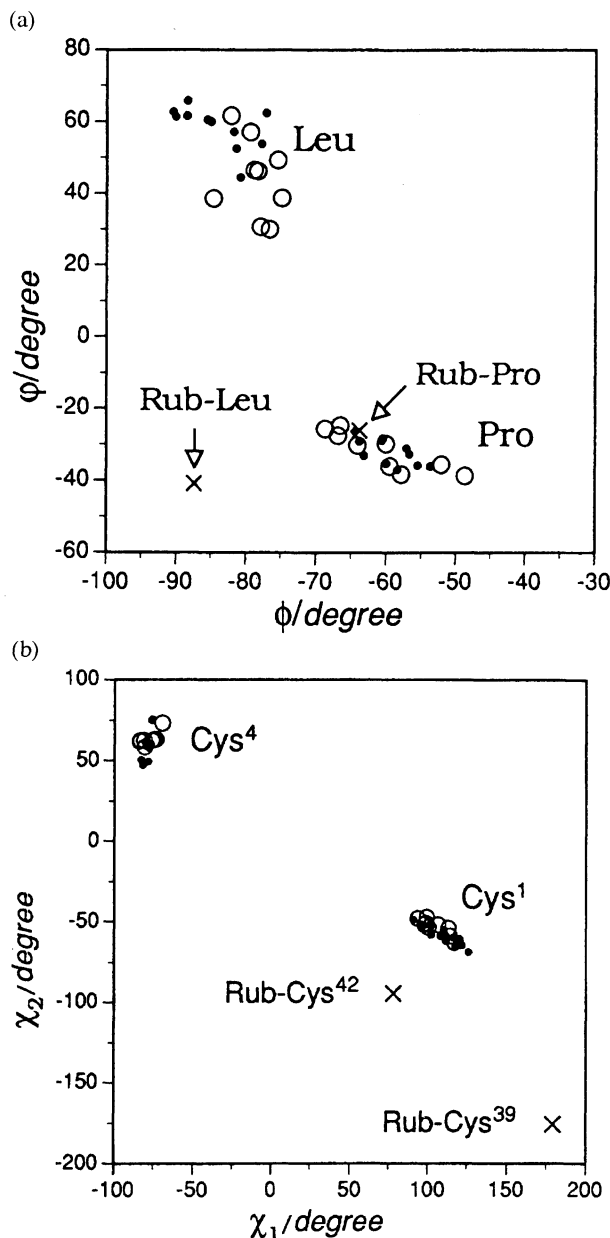 (a)
80
60
40
20
0
-20
-40
-60
φ/degree
Leu
Rub-Leu
Rub-Pro
Pro
-100 -90 -80 -70 -60 -50 -40 -30
ϕ/degree
(b)
100
50
0
-50
-100
-150
-200
χ2/degree
Cys4
Cys1
Rub-Cys42
Rub-Cys39
-100 -50 0 50 100 150 200
χ1/degree